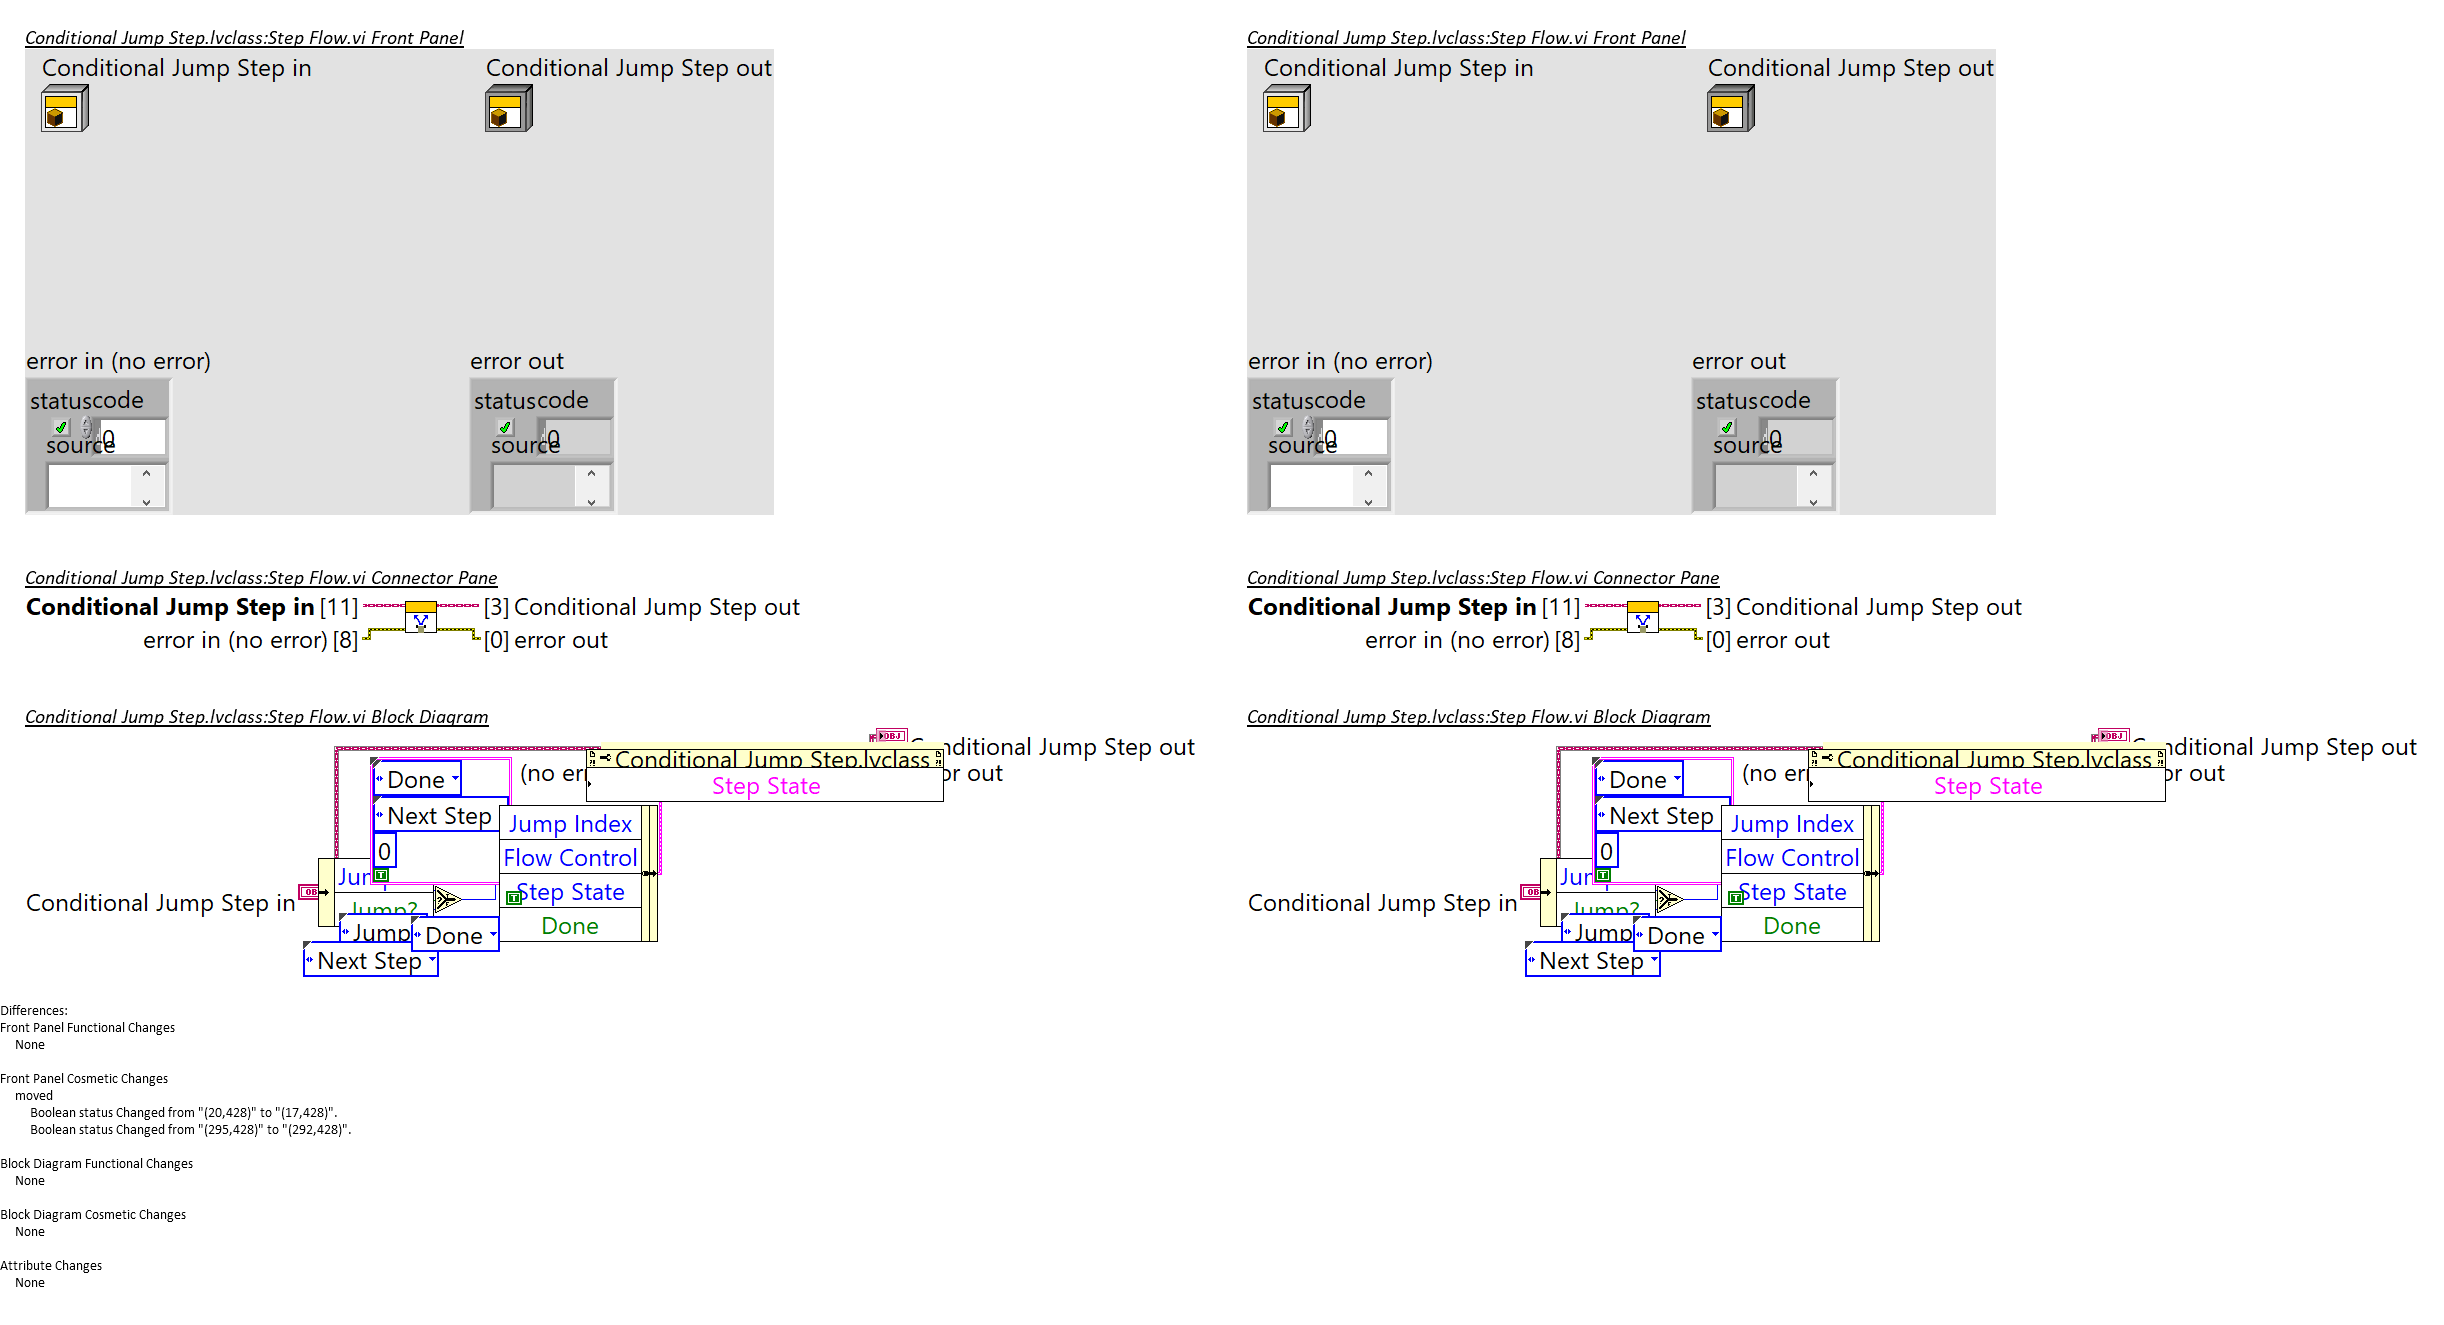 Conditional Jump Step.lvclass:Step Flow.vi Front Panel
Conditional Jump Step in
Conditional Jump Step out
error in (no error)
error out
status code
0
source
status code
0
source
Conditional Jump Step.lvclass:Step Flow.vi Connector Pane
Conditional Jump Step in [11]
[3] Conditional Jump Step out
error in (no error) [8]
[0] error out
Conditional Jump Step.lvclass:Step Flow.vi Block Diagram
OBJ
nditional Jump Step out
Conditional Jump Step.lvclass
Done
(no er
or out
Step State
Next Step
Jump Index
0
Flow Control
T
Jur
Conditional Jump Step in
OB
T
Step State
Jump?
Done
Jump
Done
Next Step
Conditional Jump Step.lvclass:Step Flow.vi Front Panel
Conditional Jump Step in
Conditional Jump Step out
error in (no error)
error out
status code
0
source
status code
0
source
Conditional Jump Step.lvclass:Step Flow.vi Connector Pane
Conditional Jump Step in [11]
[3] Conditional Jump Step out
error in (no error) [8]
[0] error out
Conditional Jump Step.lvclass:Step Flow.vi Block Diagram
OBJ
nditional Jump Step out
Conditional Jump Step.lvclass
Done
(no er
or out
Step State
Next Step
Jump Index
0
Flow Control
T
Jur
Conditional Jump Step in
OB
T
Step State
Jump?
Done
Jump
Done
Next Step
Differences:
Front Panel Functional Changes
None
Front Panel Cosmetic Changes
moved
Boolean status Changed from "(20,428)" to "(17,428)".
Boolean status Changed from "(295,428)" to "(292,428)".
Block Diagram Functional Changes
None
Block Diagram Cosmetic Changes
None
Attribute Changes
None